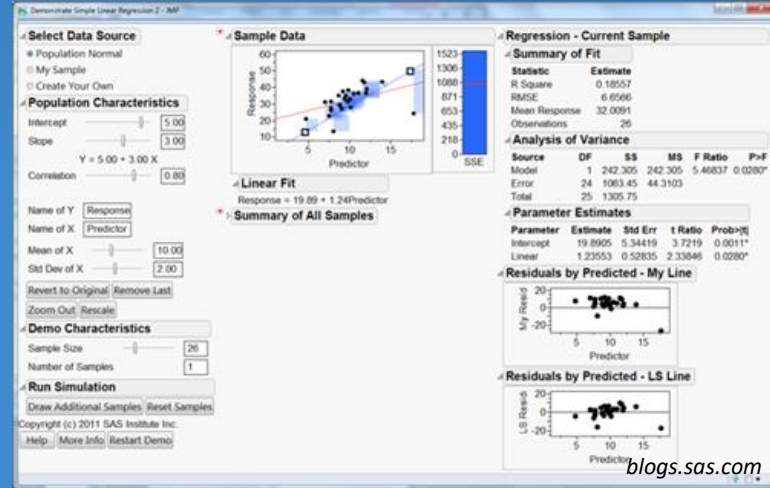 Demonstrate Simple Linear Regression 2 - JMP
Select Data Source
Population Normal
My Sample
Create Your Own
Population Characteristics
Intercept 5.00
Slope 3.00
Y = 5.00 + 3.00 X
Correlation 0.80
Name of Y Response
Name of X Predictor
Mean of X 10.00
Std Dev of X 2.00
Revert to Original Remove Last
Zoom Out Rescale
Demo Characteristics
Sample Size 26
Number of Samples 1
Run Simulation
Draw Additional Samples Reset Samples
Copyright (c) 2011 SAS Institute Inc.
Help More Info Restart Demo
Sample Data
Response
60
50
40
30
20
10
5 10 15
Predictor
1523
1306
1088
871
653
435
218
0
SSE
Linear Fit
Response = 19.89 + 1.24Predictor
Summary of All Samples
Regression - Current Sample
Summary of Fit
Statistic Estimate
R Square 0.18557
RMSE 6.6566
Mean Response 32.0091
Observations 26
Analysis of Variance
Source DF SS MS F Ratio P>F
Model 1 242.305 242.305 5.46837 0.0280*
Error 24 1063.45 44.3103
Total 25 1305.75
Parameter Estimates
Parameter Estimate Std Err t Ratio Prob>|t|
Intercept 19.8905 5.34419 3.7219 0.0011*
Linear 1.23553 0.52835 2.33846 0.0280*
Residuals by Predicted - My Line
My Resid
20
0
-20
5 10 15
Predictor
Residuals by Predicted - LS Line
LS Resid
20
0
-20
5 10 15
Predictor
blogs.sas.com